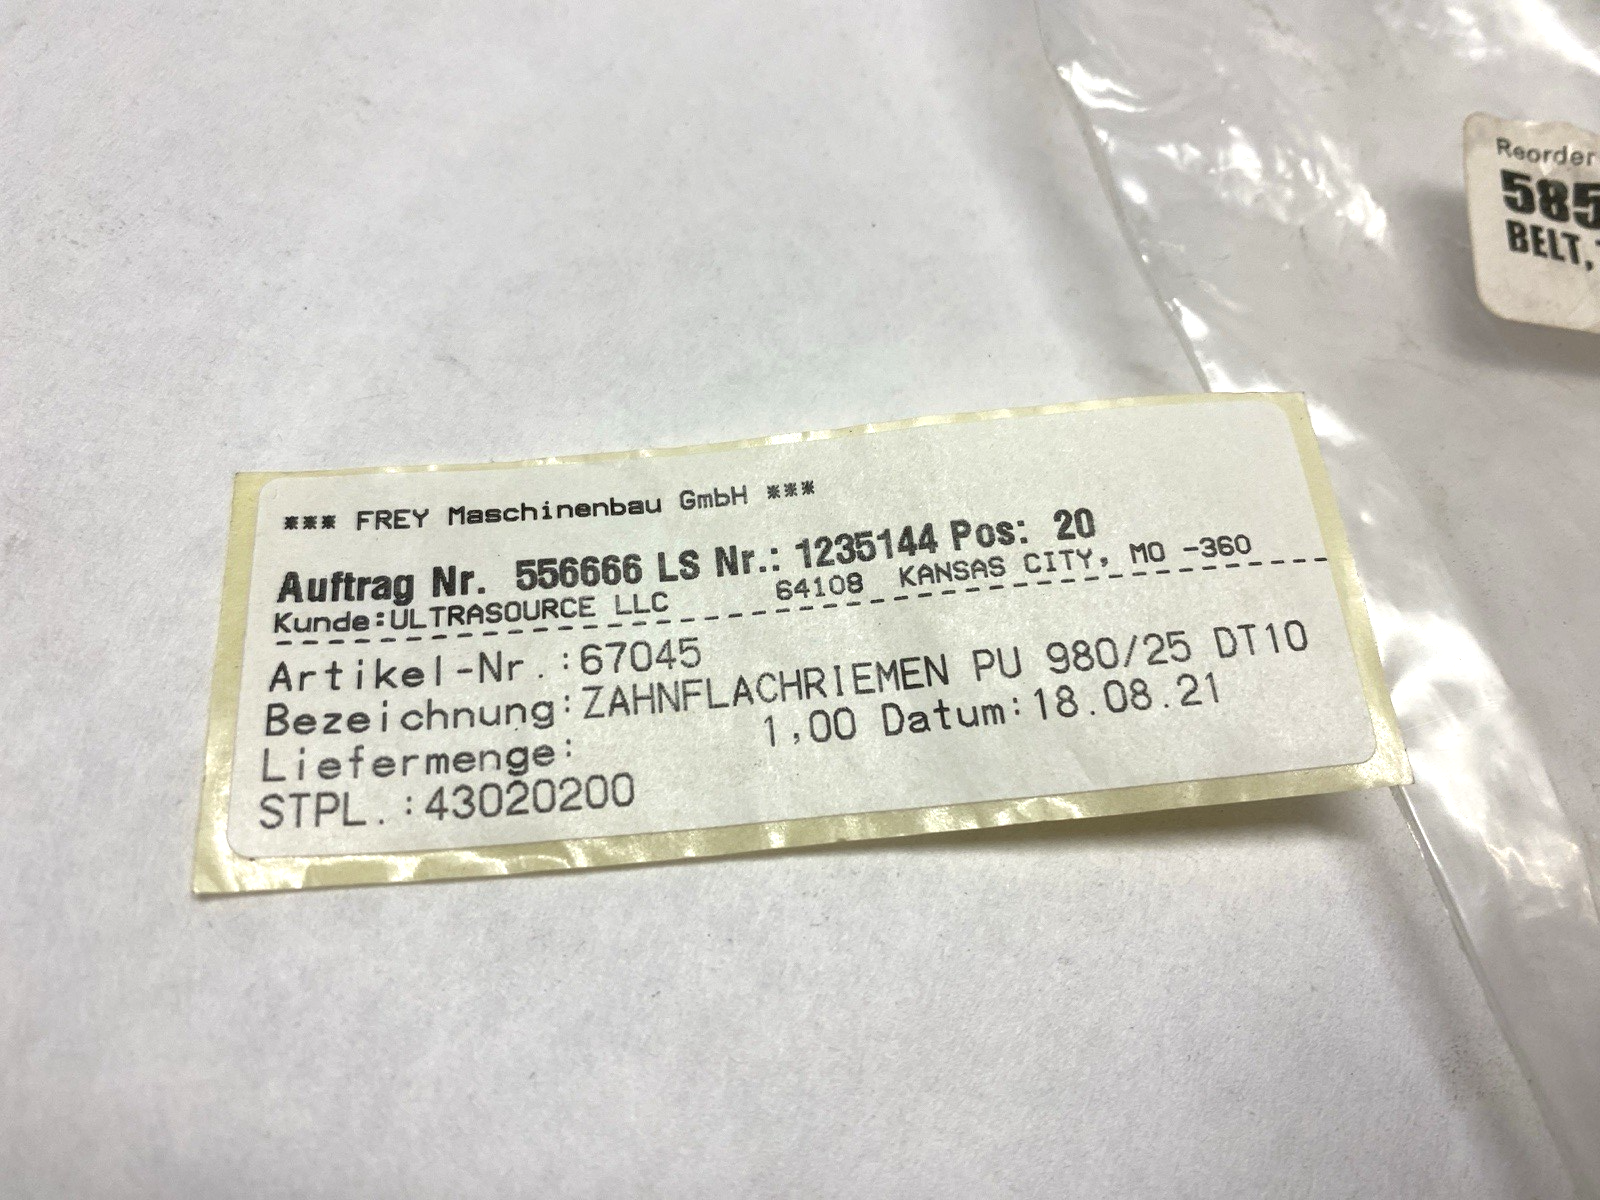 Reorder
585
BELT,
*** FREY Maschinenbau GmbH ***
Auftrag Nr. 556666 LS Nr.: 1235144 Pos: 20
Kunde:ULTRASOURCE LLC 64108 KANSAS CITY, MO -360
Artikel-Nr.:67045
Bezeichnung:ZAHNFLACHRIEMEN PU 980/25 DT10
Liefermenge: 1,00 Datum:18.08.21
STPL.:43020200